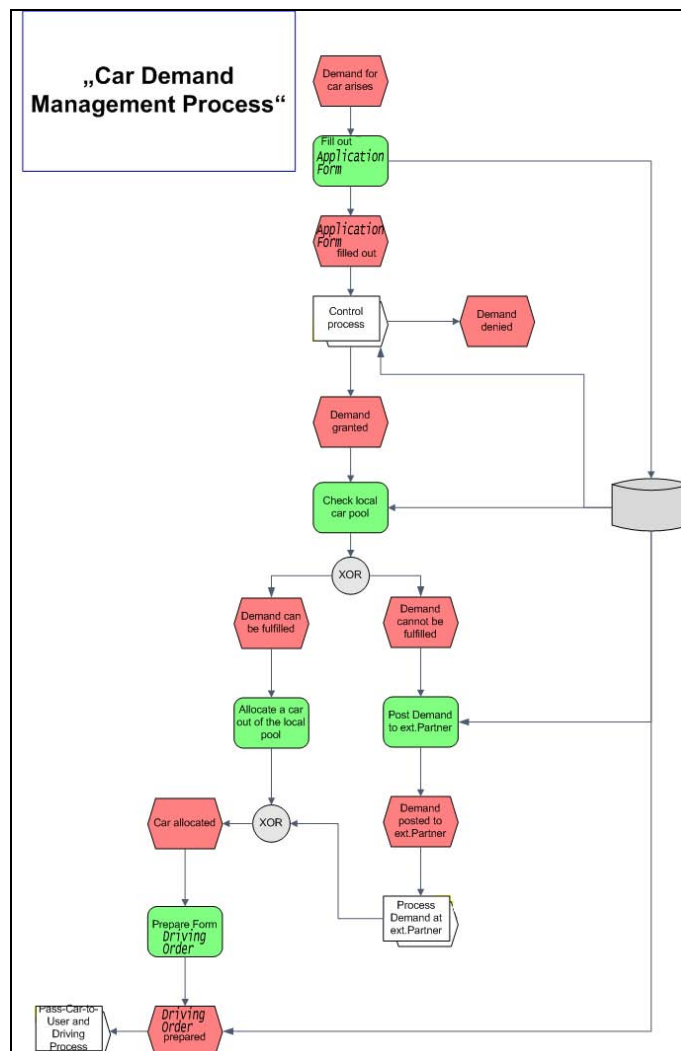 „Car Demand
Management Process“
Demand for
car arises
Fill out
Application
Form
Application
Form
filled out
Control
process
Demand
denied
Demand
granted
Check local
car pool
XOR
Demand can
be fulfilled
Demand
cannot be
fulfilled
Allocate a car
out of the local
pool
Post Demand
to ext.Partner
Car allocated
XOR
Demand
posted to
ext.Partner
Process
Demand at
ext.Partner
Prepare Form
Driving
Order
Pass-Car-to-
User and
Driving
Process
Driving
Order
prepared